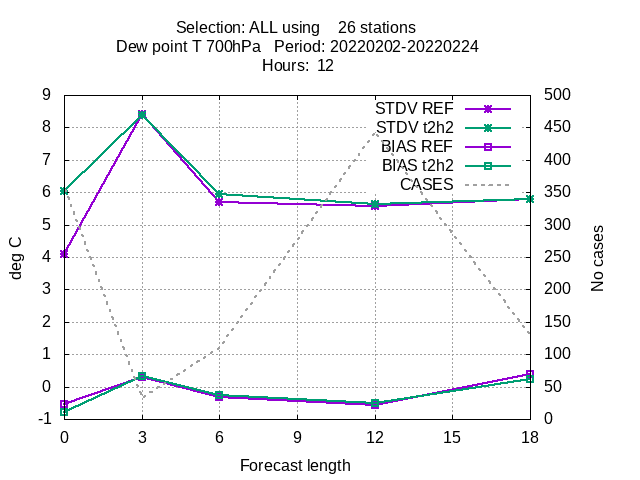 Selection: ALL using    26 stations
Dew point T 700hPa   Period: 20220202-20220224
Hours:  12
STDV REF
STDV t2h2
BIAS REF
BIAS t2h2
CASES
9
8
7
6
5
4
3
2
1
0
-1
deg C
500
450
400
350
300
250
200
150
100
50
0
No cases
0 3 6 9 12 15 18
Forecast length